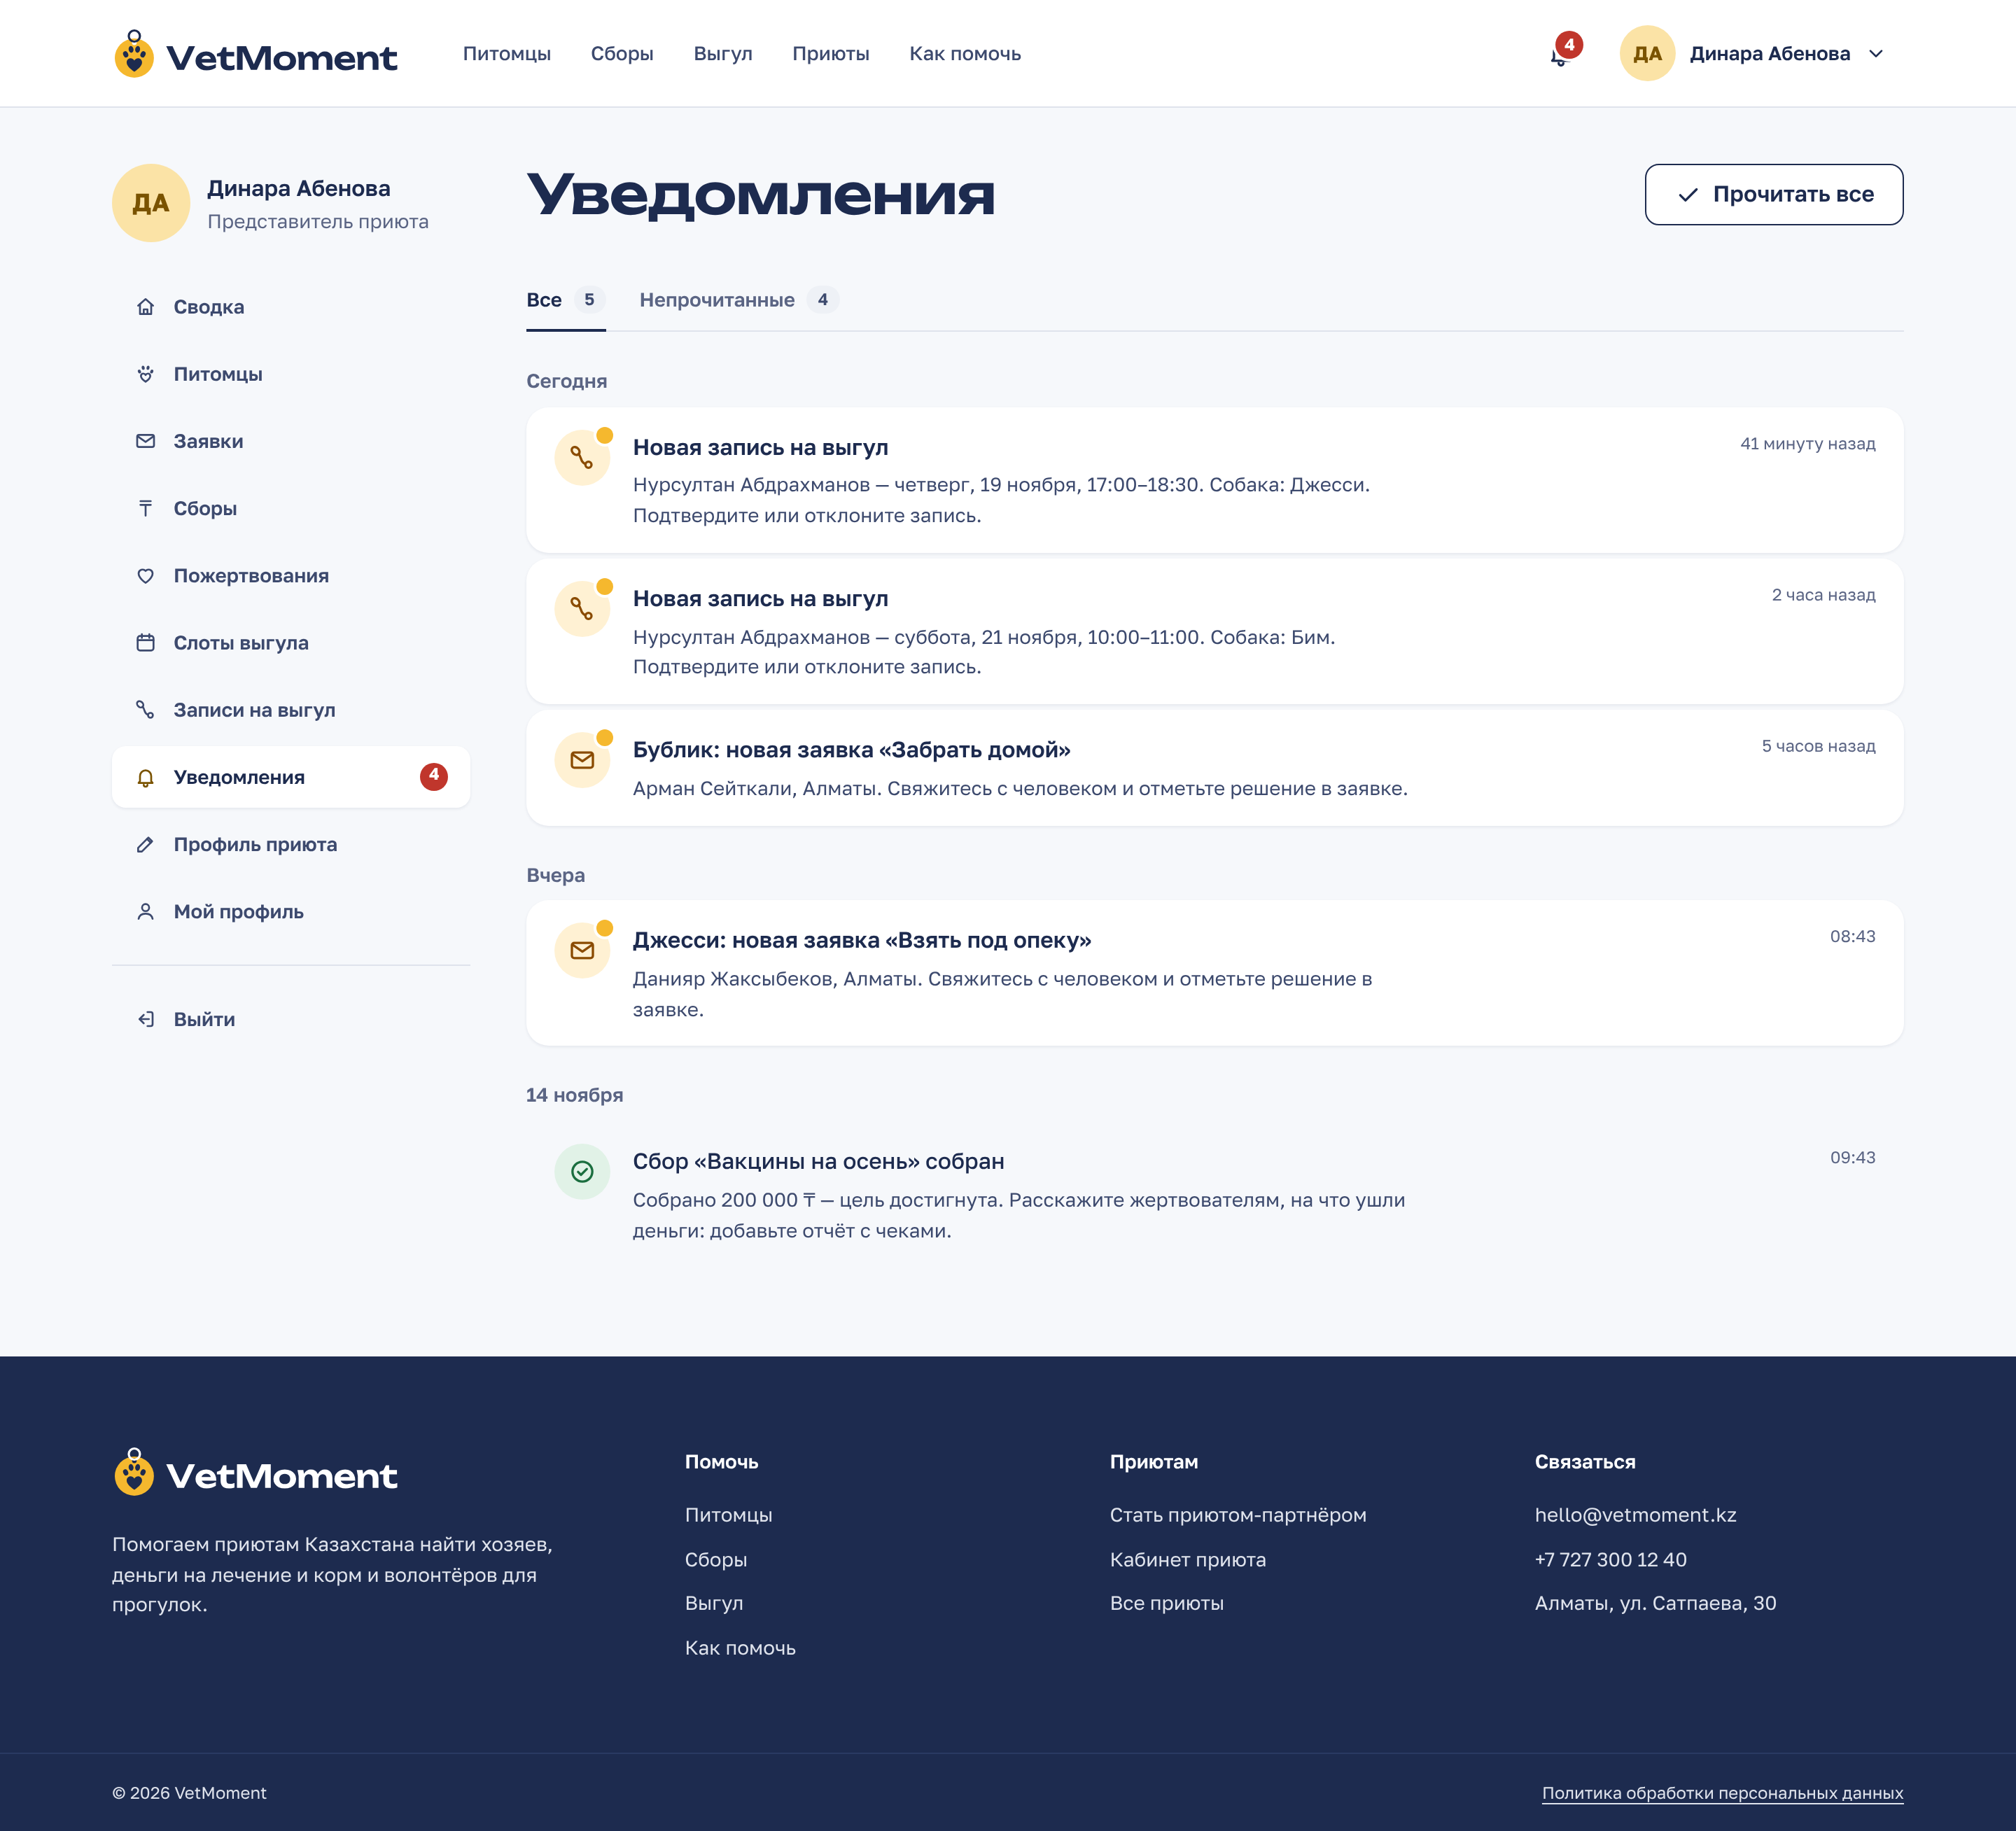 VetMoment
Питомцы
Сборы
Выгул
Приюты
Как помочь
4
ДА
Динара Абенова
ДА
Динара Абенова
Представитель приюта
Сводка
Питомцы
Заявки
Сборы
Пожертвования
Слоты выгула
Записи на выгул
Уведомления
4
Профиль приюта
Мой профиль
Выйти
Уведомления
Прочитать все
Все 5
Непрочитанные 4
Сегодня
Новая запись на выгул
41 минуту назад
Нурсултан Абдрахманов — четверг, 19 ноября, 17:00–18:30. Собака: Джесси.
Подтвердите или отклоните запись.
Новая запись на выгул
2 часа назад
Нурсултан Абдрахманов — суббота, 21 ноября, 10:00–11:00. Собака: Бим.
Подтвердите или отклоните запись.
Бублик: новая заявка «Забрать домой»
5 часов назад
Арман Сейткали, Алматы. Свяжитесь с человеком и отметьте решение в заявке.
Вчера
Джесси: новая заявка «Взять под опеку»
08:43
Данияр Жаксыбеков, Алматы. Свяжитесь с человеком и отметьте решение в
заявке.
14 ноября
Сбор «Вакцины на осень» собран
09:43
Собрано 200 000 ₸ — цель достигнута. Расскажите жертвователям, на что ушли
деньги: добавьте отчёт с чеками.
VetMoment
Помогаем приютам Казахстана найти хозяев,
деньги на лечение и корм и волонтёров для
прогулок.
Помочь
Питомцы
Сборы
Выгул
Как помочь
Приютам
Стать приютом-партнёром
Кабинет приюта
Все приюты
Связаться
hello@vetmoment.kz
+7 727 300 12 40
Алматы, ул. Сатпаева, 30
© 2026 VetMoment
Политика обработки персональных данных